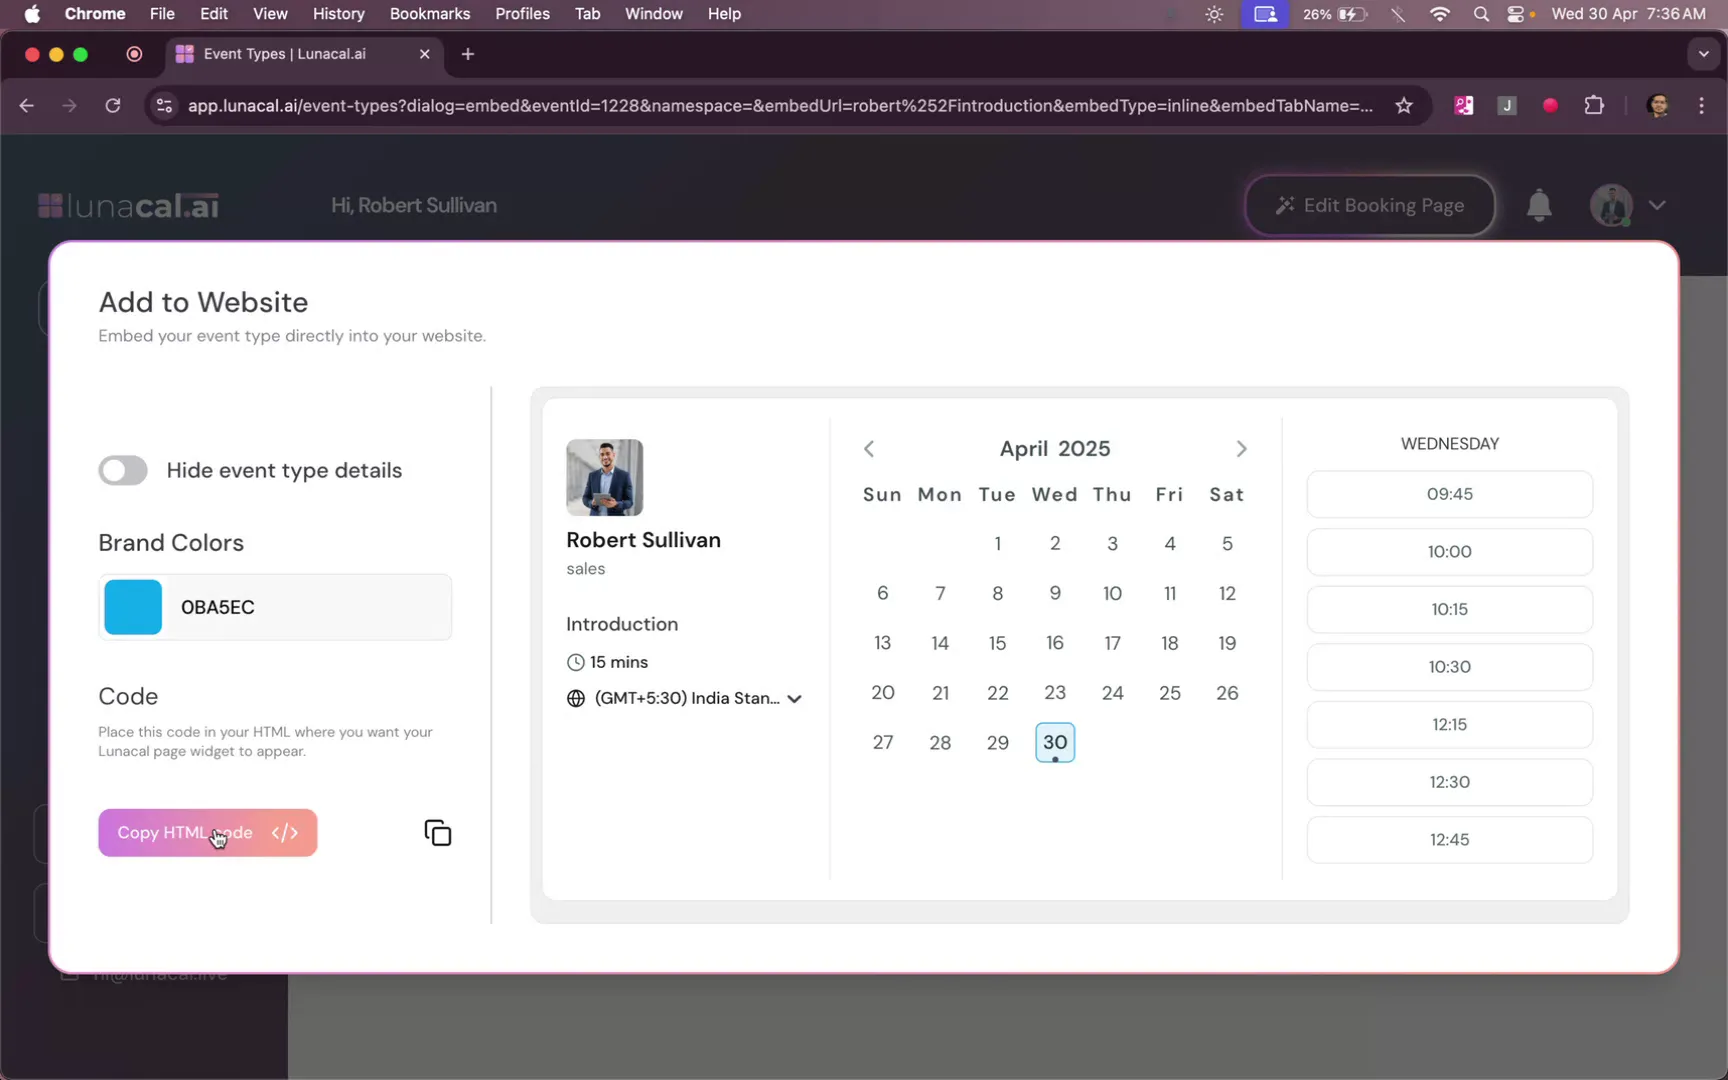 Chrome File Edit View History Bookmarks Profiles Tab Window Help 26% Wed 30 Apr 7:36 AM
Event Types | Lunacal.ai
app.lunacal.ai/event-types?dialog=embed&eventId=1228&namespace=&embedUrl=robert%252Fintroduction&embedType=inline&embedTabName=...
J
lunacal.ai
Hi, Robert Sullivan
Edit Booking Page
Add to Website
Embed your event type directly into your website.
Hide event type details
Brand Colors
0BA5EC
Code
Place this code in your HTML where you want your
Lunacal page widget to appear.
Copy HTML code </>
Robert Sullivan
sales
Introduction
15 mins
(GMT+5:30) India Stan...
April 2025
Sun Mon Tue Wed Thu Fri Sat
1 2 3 4 5
6 7 8 9 10 11 12
13 14 15 16 17 18 19
20 21 22 23 24 25 26
27 28 29 30
WEDNESDAY
09:45
10:00
10:15
10:30
12:15
12:30
12:45
hi@lunacal.live